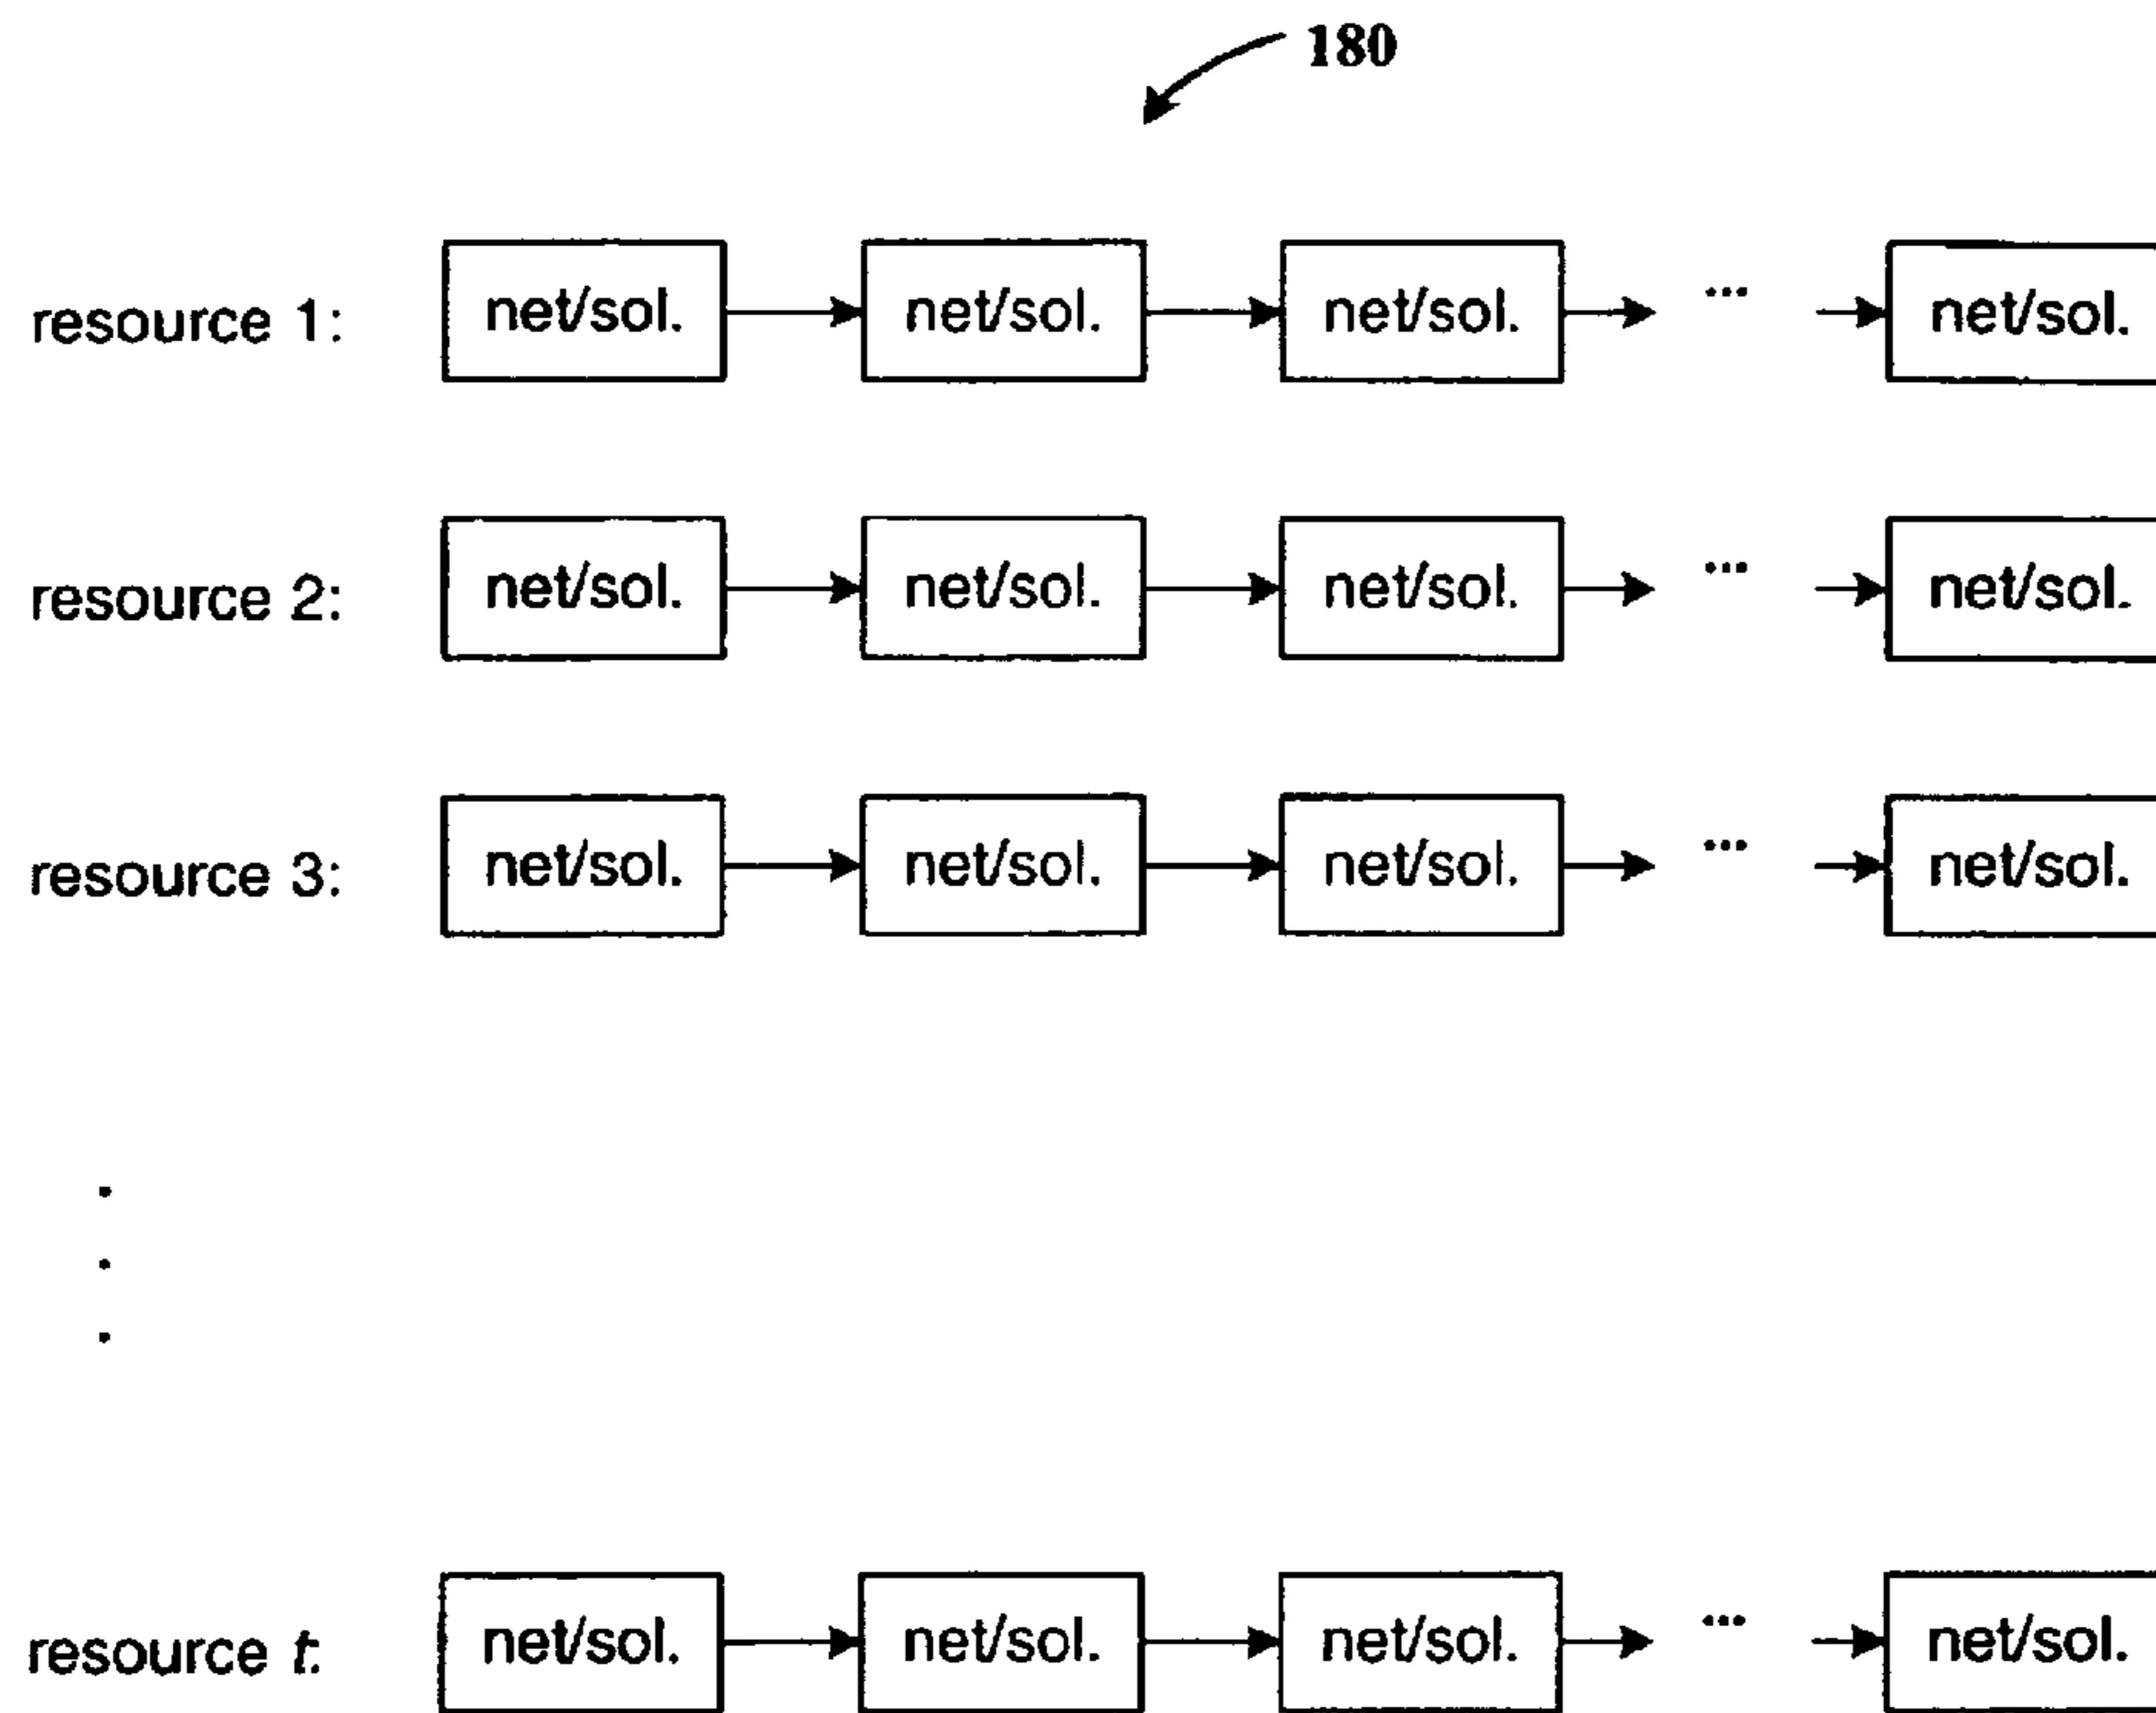 180
resource 1: net/sol. net/sol. net/sol. ... net/sol.
resource 2: net/sol. net/sol. net/sol. ... net/sol.
resource 3: net/sol. net/sol. net/sol. ... net/sol.
.
.
.
resource t: net/sol. net/sol. net/sol. ... net/sol.